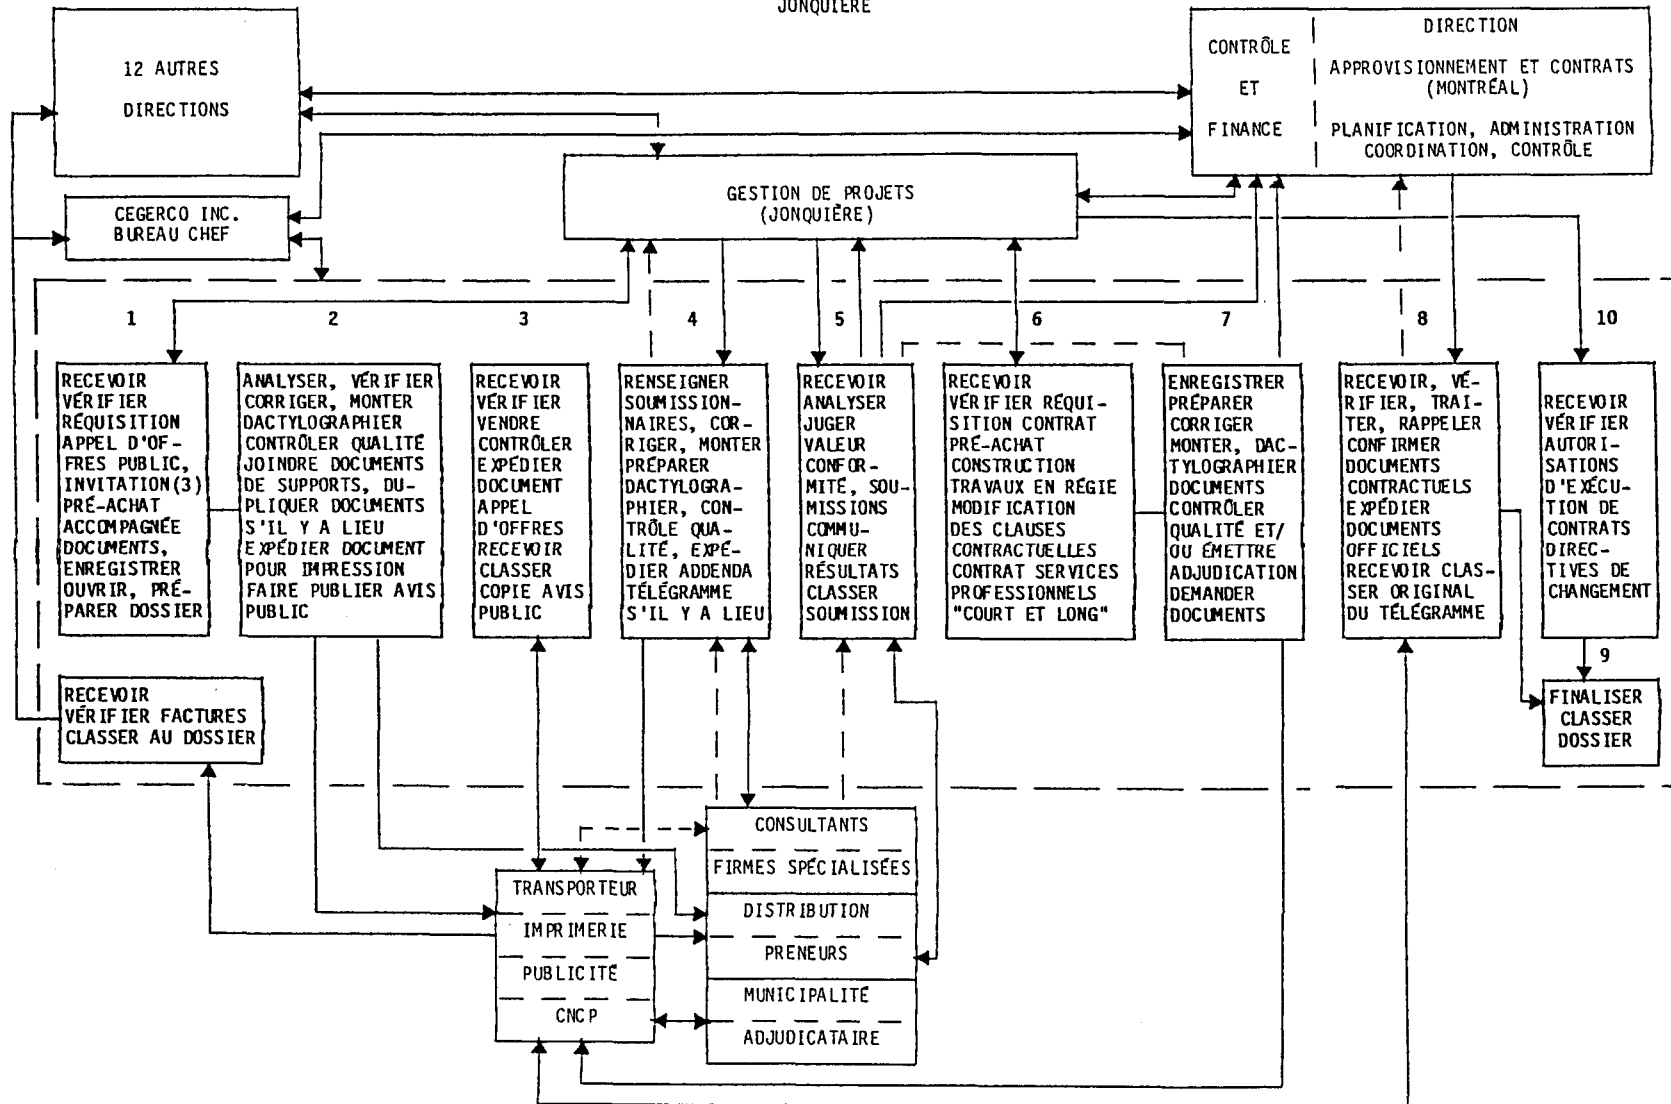 JONQUIÈRE
12 AUTRES
DIRECTIONS
CONTRÔLE
ET
FINANCE
DIRECTION
APPROVISIONNEMENT ET CONTRATS
(MONTRÉAL)
PLANIFICATION, ADMINISTRATION
COORDINATION, CONTRÔLE
GESTION DE PROJETS
(JONQUIÈRE)
CEGERCO INC.
BUREAU CHEF
1
2
3
4
5
6
7
8
10
RECEVOIR
VÉRIFIER
RÉQUISITION
APPEL D'OF-
FRES PUBLIC,
INVITATION(3)
PRÉ-ACHAT
ACCOMPAGNÉE
DOCUMENTS,
ENREGISTRER
OUVRIR, PRÉ-
PARER DOSSIER
ANALYSER, VÉRIFIER
CORRIGER, MONTER
DACTYLOGRAPHIER
CONTRÔLER QUALITÉ
JOINDRE DOCUMENTS
DE SUPPORTS, DU-
PLIQUER DOCUMENTS
S'IL Y A LIEU
EXPÉDIER DOCUMENT
POUR IMPRESSION
FAIRE PUBLIER AVIS
PUBLIC
RECEVOIR
VÉRIFIER
VENDRE
CONTRÔLER
EXPÉDIER
DOCUMENT
APPEL
D'OFFRES
RECEVOIR
CLASSER
COPIE AVIS
PUBLIC
RENSEIGNER
SOUMISSION-
NAIRES, COR-
RIGER, MONTER
PRÉPARER
DACTYLOGRA-
PHIER, CON-
TRÔLE QUA-
LITÉ, EXPÉ-
DIER ADDENDA
TÉLÉGRAMME
S'IL Y A LIEU
RECEVOIR
ANALYSER
JUGER
VALEUR
CONFOR-
MITÉ, SOU-
MISSIONS
COMMU-
NIQUER
RÉSULTATS
CLASSER
SOUMISSION
RECEVOIR
VÉRIFIER RÉQUI-
SITION CONTRAT
PRÉ-ACHAT
CONSTRUCTION
TRAVAUX EN RÉGIE
MODIFICATION
DES CLAUSES
CONTRACTUELLES
CONTRAT SERVICES
PROFESSIONNELS
"COURT ET LONG"
ENREGISTRER
PRÉPARER
CORRIGER
MONTER, DAC-
TYLOGRAPHIER
DOCUMENTS
CONTRÔLER
QUALITÉ ET/
OU ÉMETTRE
ADJUDICATION
DEMANDER
DOCUMENTS
RECEVOIR, VÉ-
RIFIER, TRAI-
TER, RAPPELER
CONFIRMER
DOCUMENTS
CONTRACTUELS
EXPÉDIER
DOCUMENTS
OFFICIELS
RECEVOIR CLAS-
SER ORIGINAL
DU TÉLÉGRAMME
RECEVOIR
VÉRIFIER
AUTORI-
SATIONS
D'EXÉCU-
TION DE
CONTRATS
DIREC-
TIVES DE
CHANGEMENT
9
RECEVOIR
VÉRIFIER FACTURES
CLASSER AU DOSSIER
FINALISER
CLASSER
DOSSIER
TRANSPORTEUR
IMPRIMERIE
PUBLICITÉ
CNCP
CONSULTANTS
FIRMES SPÉCIALISÉES
DISTRIBUTION
PRENEURS
MUNICIPALITÉ
ADJUDICATAIRE